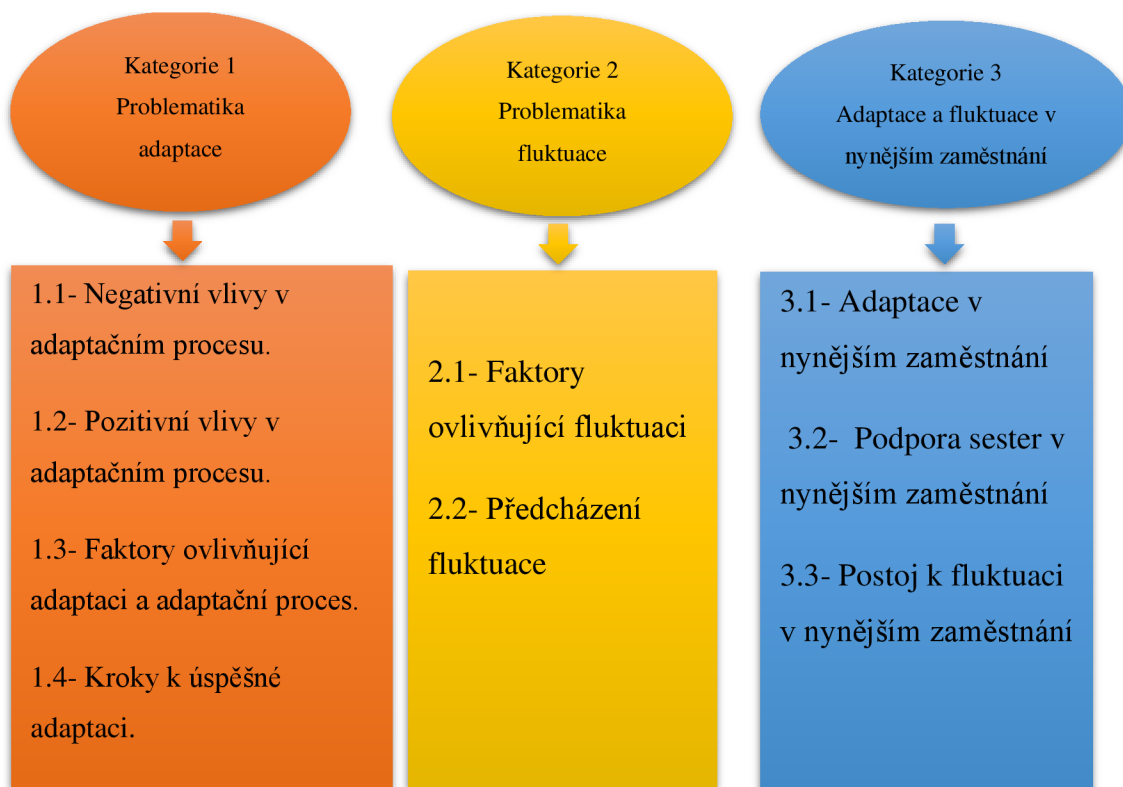 Kategorie 1
Problematika
adaptace
1.1- Negativní vlivy v
adaptačním procesu.
1.2- Pozitivní vlivy v
adaptačním procesu.
1.3- Faktory ovlivňující
adaptaci a adaptační proces.
1.4- Kroky k úspěšné
adaptaci.
Kategorie 2
Problematika
fluktuace
2.1- Faktory
ovlivňující fluktuaci
2.2- Předcházení
fluktuace
Kategorie 3
Adaptace a fluktuace v
nynějším zaměstnání
3.1- Adaptace v
nynějším zaměstnání
3.2- Podpora sester v
nynějším zaměstnání
3.3- Postoj k fluktuaci
v nynějším zaměstnání